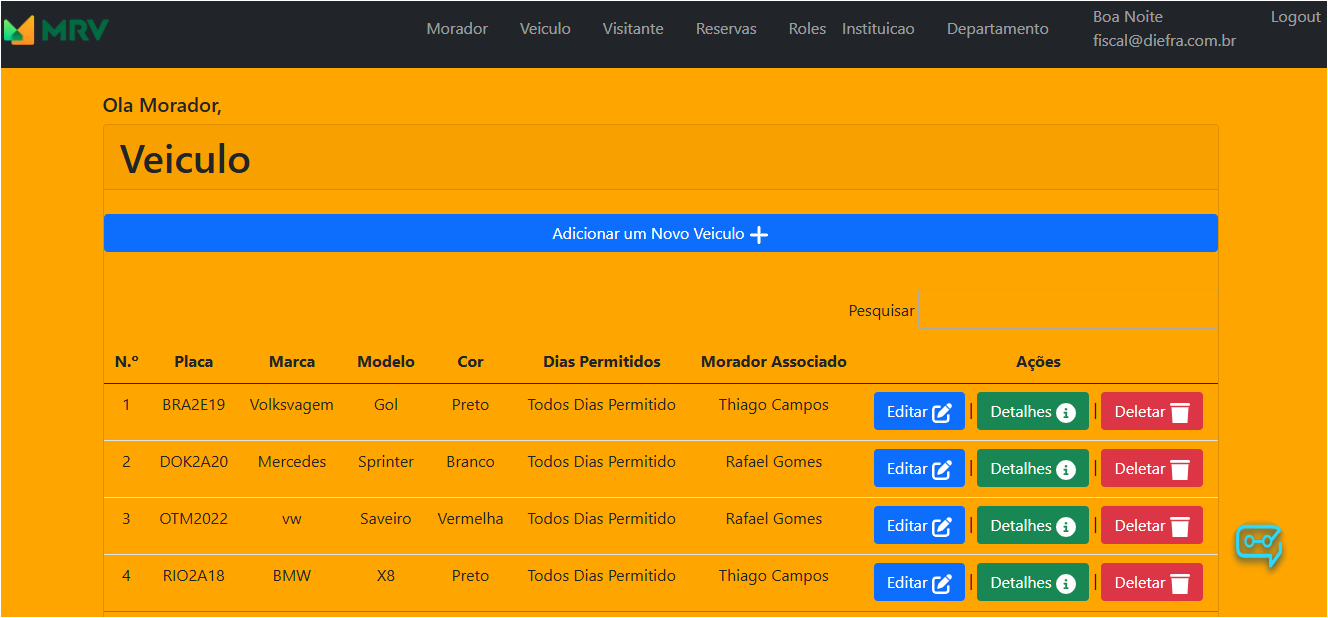 MRV Morador Veiculo Visitante Reservas Roles Instituicao Departamento Boa Noite Logout
fiscal@diefra.com.br
Ola Morador,
Veiculo
Adicionar um Novo Veiculo
Pesquisar
N.º Placa Marca Modelo Cor Dias Permitidos Morador Associado Ações
1 BRA2E19 Volksvagem Gol Preto Todos Dias Permitido Thiago Campos Editar | Detalhes | Deletar
2 DOK2A20 Mercedes Sprinter Branco Todos Dias Permitido Rafael Gomes Editar | Detalhes | Deletar
3 OTM2022 vw Saveiro Vermelha Todos Dias Permitido Rafael Gomes Editar | Detalhes | Deletar
4 RIO2A18 BMW X8 Preto Todos Dias Permitido Thiago Campos Editar | Detalhes | Deletar